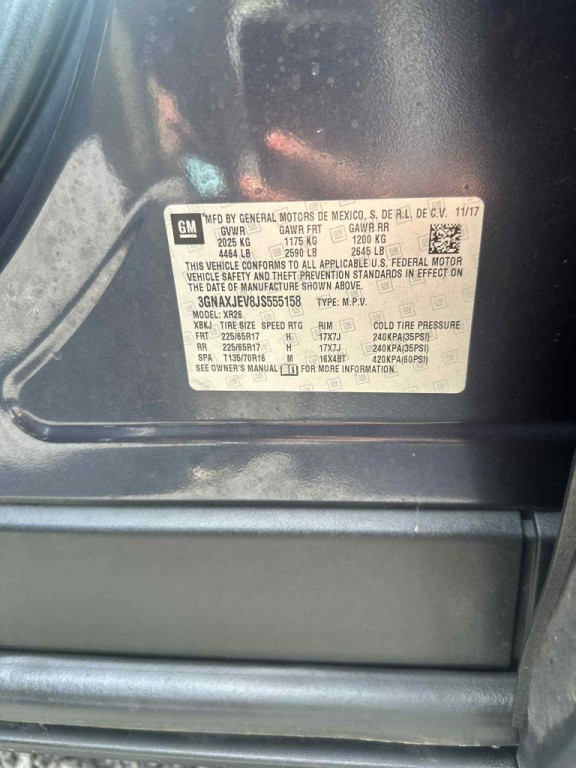 GM
MFD BY GENERAL MOTORS DE MEXICO, S. DE R.L. DE C.V. 11/17
GVWR GAWR FRT GAWR RR
2025 KG 1175 KG 1200 KG
4464 LB 2590 LB 2645 LB
THIS VEHICLE CONFORMS TO ALL APPLICABLE U.S. FEDERAL MOTOR
VEHICLE SAFETY, AND THEFT PREVENTION STANDARDS IN EFFECT ON
THE DATE OF MANUFACTURE SHOWN ABOVE.
3GNAXJEV8JS555158 TYPE: M.P.V.
MODEL: XR26
XBKJ TIRE SIZE SPEED RTG RIM COLD TIRE PRESSURE
FRT 225/65R17 H 17X7J 240KPA(35PSI)
RR 225/65R17 H 17X7J 240KPA(35PSI)
SPA T135/70R16 M 16X4BT 420KPA(60PSI)
SEE OWNER'S MANUAL FOR MORE INFORMATION.